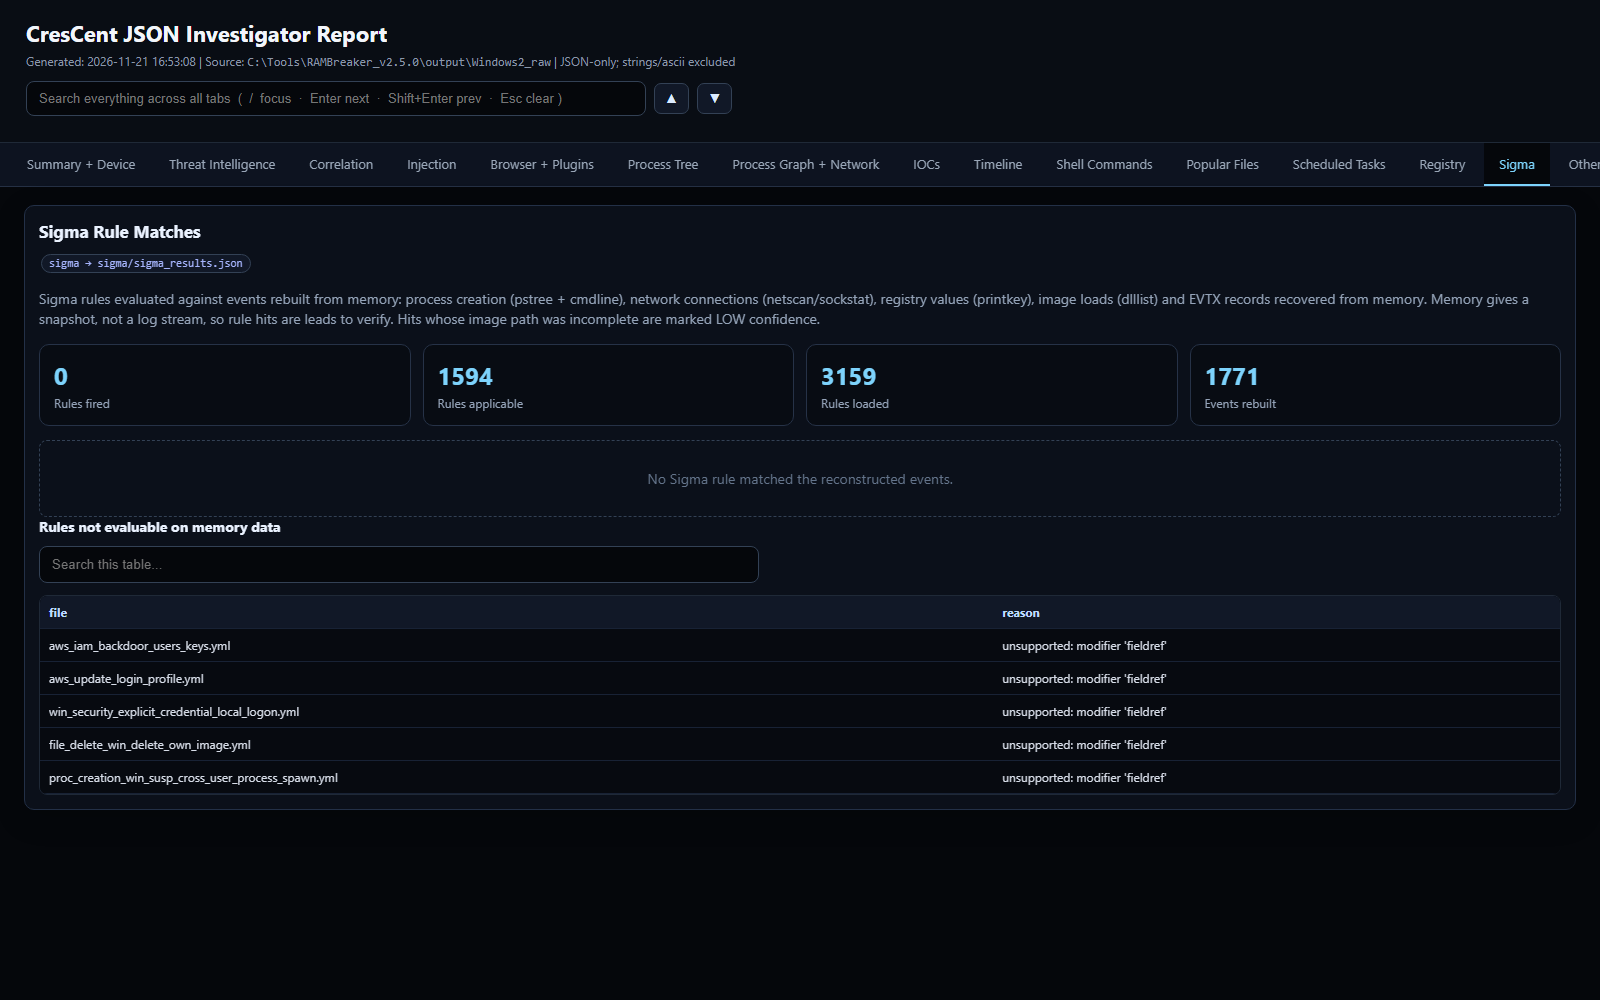 CresCent JSON Investigator Report
Generated: 2026-11-21 16:53:08 | Source: C:\Tools\RAMBreaker_v2.5.0\output\Windows2_raw | JSON-only; strings/ascii excluded
Search everything across all tabs ( / focus · Enter next · Shift+Enter prev · Esc clear )
▲ ▼
Summary + Device Threat Intelligence Correlation Injection Browser + Plugins Process Tree Process Graph + Network IOCs Timeline Shell Commands Popular Files Scheduled Tasks Registry Sigma Other
Sigma Rule Matches
sigma → sigma/sigma_results.json
Sigma rules evaluated against events rebuilt from memory: process creation (pstree + cmdline), network connections (netscan/sockstat), registry values (printkey), image loads (dlllist) and EVTX records recovered from memory. Memory gives a
snapshot, not a log stream, so rule hits are leads to verify. Hits whose image path was incomplete are marked LOW confidence.
0 1594 3159 1771
Rules fired Rules applicable Rules loaded Events rebuilt
No Sigma rule matched the reconstructed events.
Rules not evaluable on memory data
Search this table...
file reason
aws_iam_backdoor_users_keys.yml unsupported: modifier 'fieldref'
aws_update_login_profile.yml unsupported: modifier 'fieldref'
win_security_explicit_credential_local_logon.yml unsupported: modifier 'fieldref'
file_delete_win_delete_own_image.yml unsupported: modifier 'fieldref'
proc_creation_win_susp_cross_user_process_spawn.yml unsupported: modifier 'fieldref'